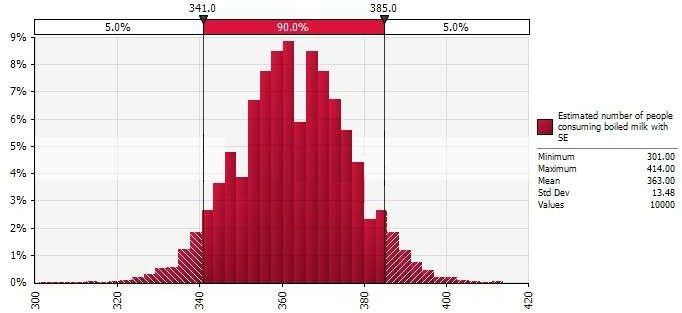 341.0 385.0
5.0% 90.0% 5.0%
9%
8%
7%
6%
5%
4%
3%
2%
1%
0%
300 320 340 360 380 400 420
Estimated number of people
consuming boiled milk with
SE
Minimum 301.00
Maximum 414.00
Mean 363.00
Std Dev 13.48
Values 10000